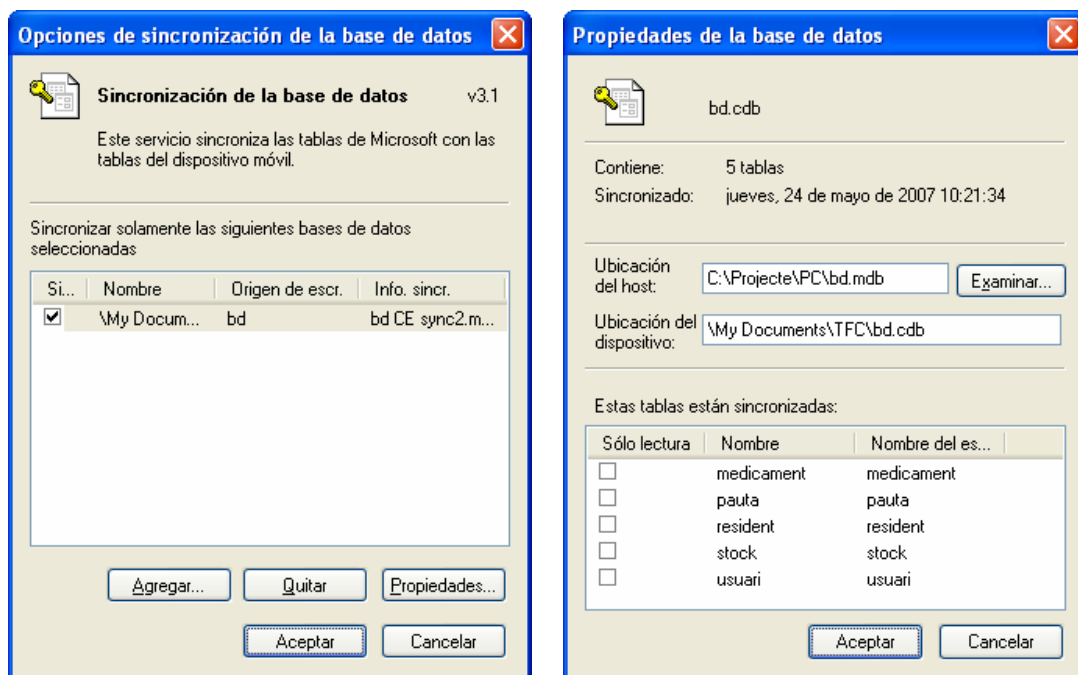 Opciones de sincronización de la base de datos
Sincronización de la base de datos v3.1
Este servicio sincroniza las tablas de Microsoft con las
tablas del dispositivo móvil.
Sincronizar solamente las siguientes bases de datos
seleccionadas
Si... Nombre Origen de escr. Info. sincr.
\My Docum... bd bd CE sync2.m...
Agregar... Quitar Propiedades...
Aceptar Cancelar
Propiedades de la base de datos
bd.cdb
Contiene: 5 tablas
Sincronizado: jueves, 24 de mayo de 2007 10:21:34
Ubicación
del host: C:\Projecte\PC\bd.mdb Examinar...
Ubicación del
dispositivo: \My Documents\TFC\bd.cdb
Estas tablas están sincronizadas:
Sólo lectura Nombre Nombre del es...
medicament medicament
pauta pauta
resident resident
stock stock
usuari usuari
Aceptar Cancelar